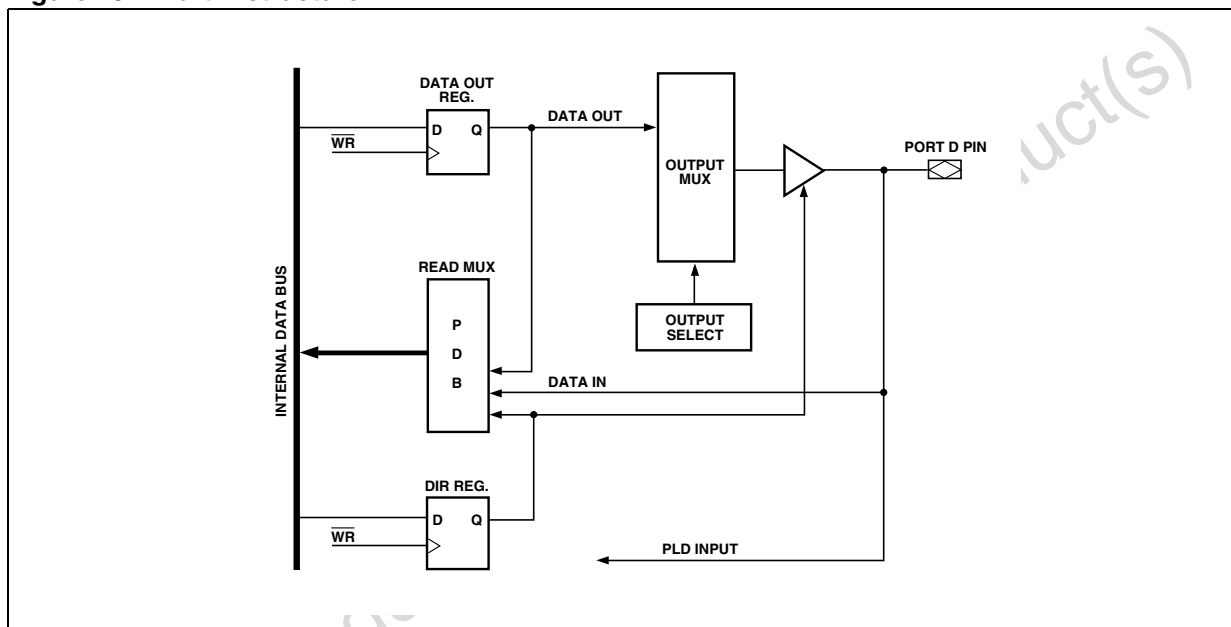 DATA OUT
REG.
D Q
WR
DATA OUT
OUTPUT
MUX
PORT D PIN
READ MUX
P
D
B
OUTPUT
SELECT
INTERNAL DATA BUS
DATA IN
DIR REG.
D Q
WR
PLD INPUT
uct(s)